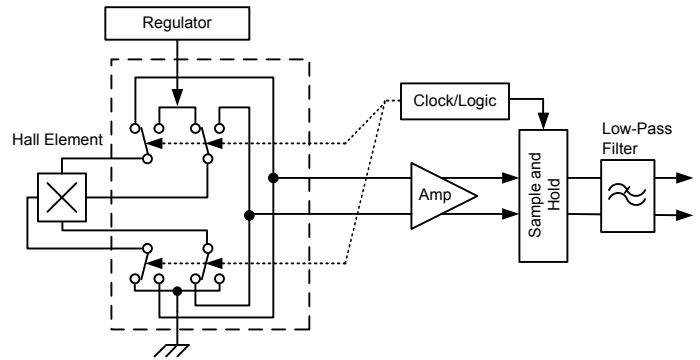 Regulator
Clock/Logic
Hall Element
Low-Pass
Filter
Amp
Sample and
Hold